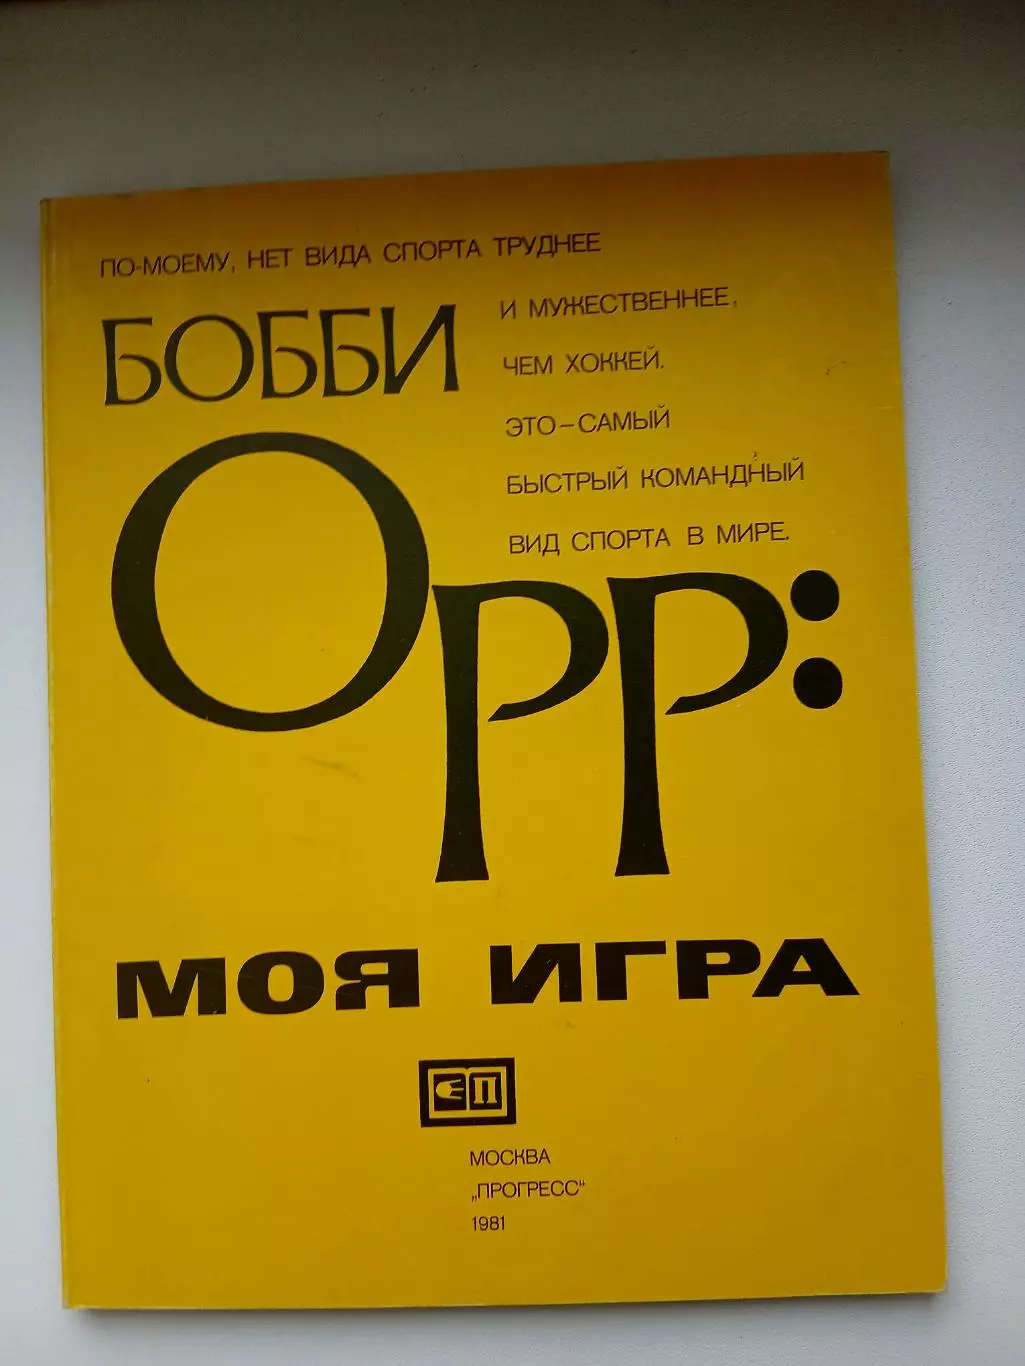 ПО-МОЕМУ, НЕТ ВИДА СПОРТА ТРУДНЕЕ
И МУЖЕСТВЕННЕЕ,
ЧЕМ ХОККЕЙ.
ЭТО – САМЫЙ
БЫСТРЫЙ КОМАНДНЫЙ
ВИД СПОРТА В МИРЕ.
БОББИ
ОРР:
МОЯ ИГРА
П
МОСКВА
„ПРОГРЕСС“
1981